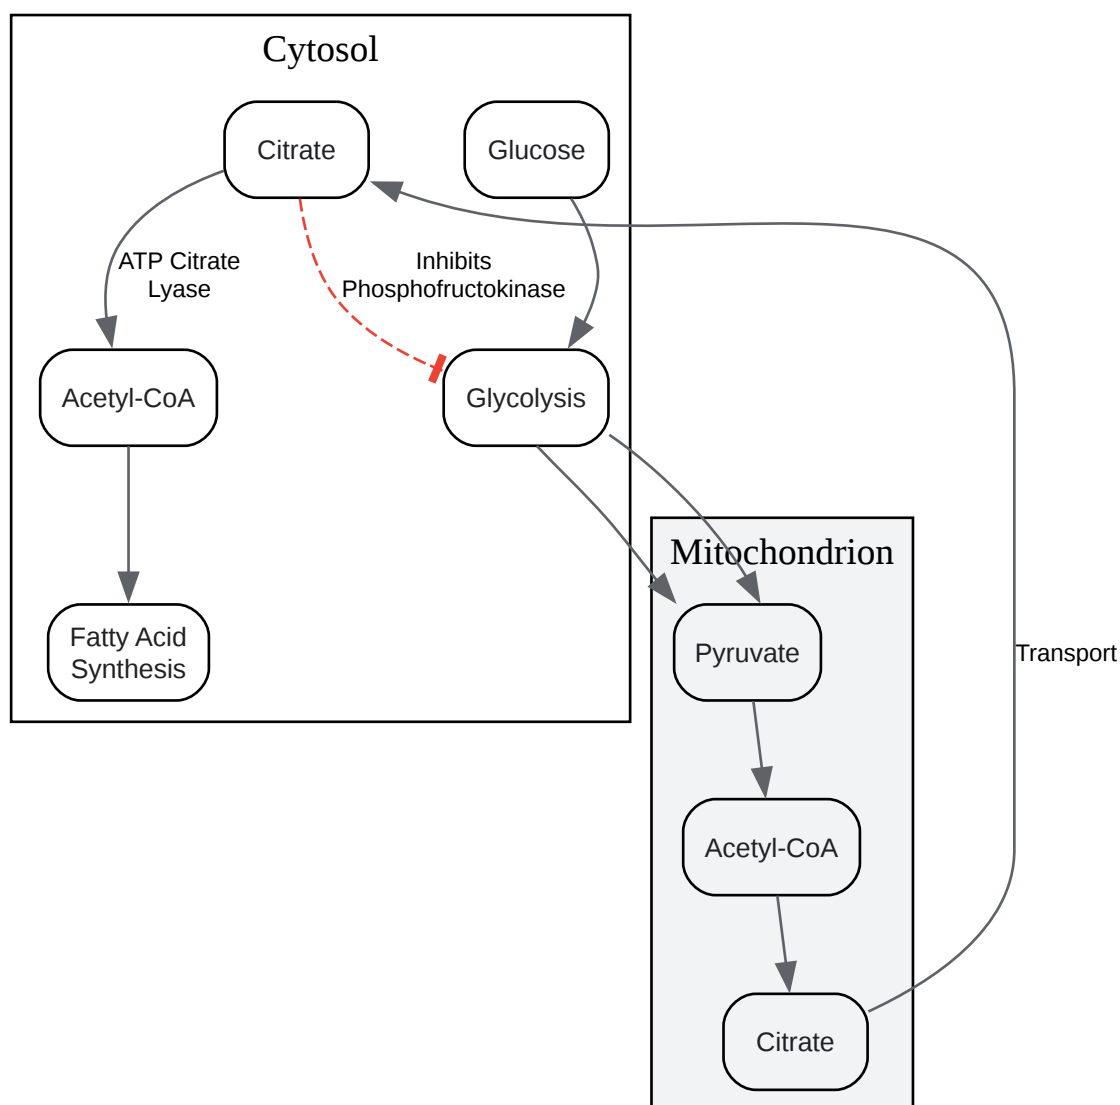 Cytosol
Citrate
Glucose
ATP Citrate
Lyase
Inhibits
Phosphofructokinase
Acetyl-CoA
Glycolysis
Mitochondrion
Fatty Acid
Synthesis
Pyruvate
Transport
Acetyl-CoA
Citrate